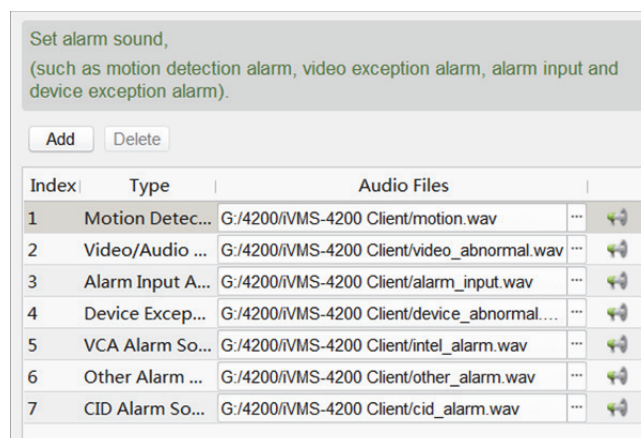 Set alarm sound,
(such as motion detection alarm, video exception alarm, alarm input and
device exception alarm).
Add Delete
Index Type Audio Files
1 Motion Detec... G:/4200/iVMS-4200 Client/motion.wav ...
2 Video/Audio ... G:/4200/iVMS-4200 Client/video_abnormal.wav ...
3 Alarm Input A... G:/4200/iVMS-4200 Client/alarm_input.wav ...
4 Device Excep... G:/4200/iVMS-4200 Client/device_abnormal.... ...
5 VCA Alarm So... G:/4200/iVMS-4200 Client/intel_alarm.wav ...
6 Other Alarm ... G:/4200/iVMS-4200 Client/other_alarm.wav ...
7 CID Alarm So... G:/4200/iVMS-4200 Client/cid_alarm.wav ...